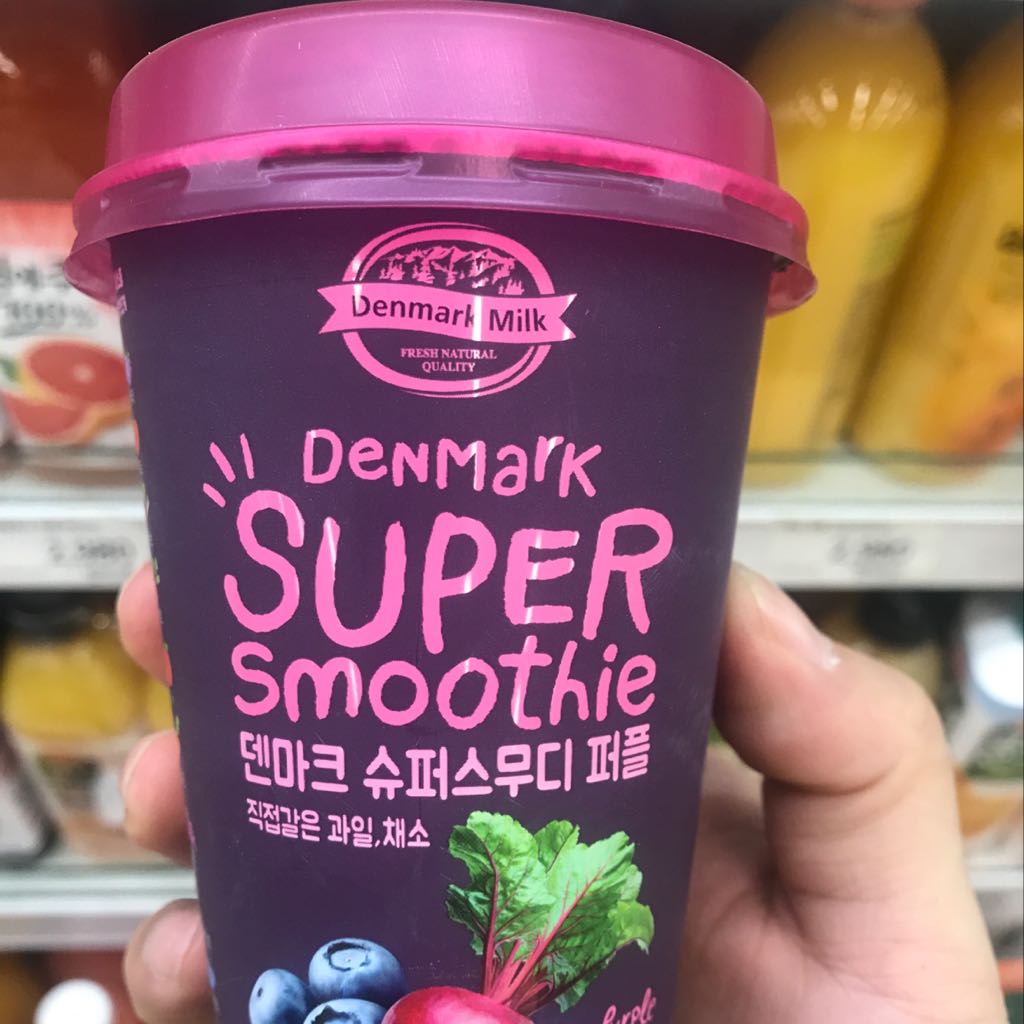 Denmark Milk
FRESH NATURAL
QUALITY
Denmark
SUPER
smoothie
덴마크 슈퍼스무디 퍼플
직접갈은 과일,채소
Purple